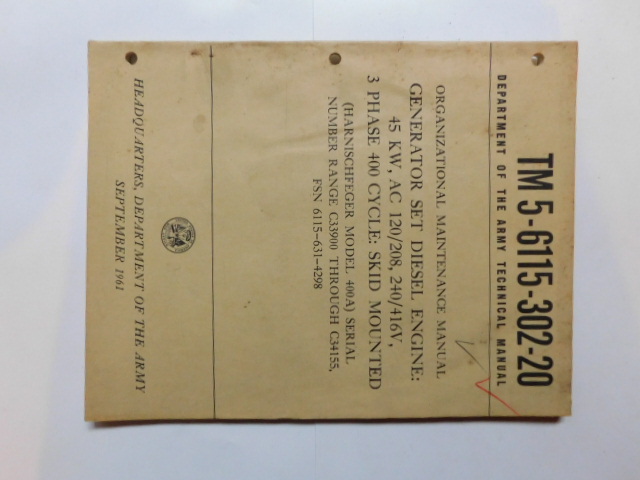 TM 5-6115-302-20
DEPARTMENT OF THE ARMY TECHNICAL MANUAL
ORGANIZATIONAL MAINTENANCE MANUAL
GENERATOR SET DIESEL ENGINE:
45 KW, AC 120/208, 240/416V,
3 PHASE 400 CYCLE: SKID MOUNTED
(HARNISCHFEGER MODEL 400A) SERIAL
NUMBER RANGE C33900 THROUGH C34155,
FSN 6115-631-4298
HEADQUARTERS, DEPARTMENT OF THE ARMY
SEPTEMBER 1961